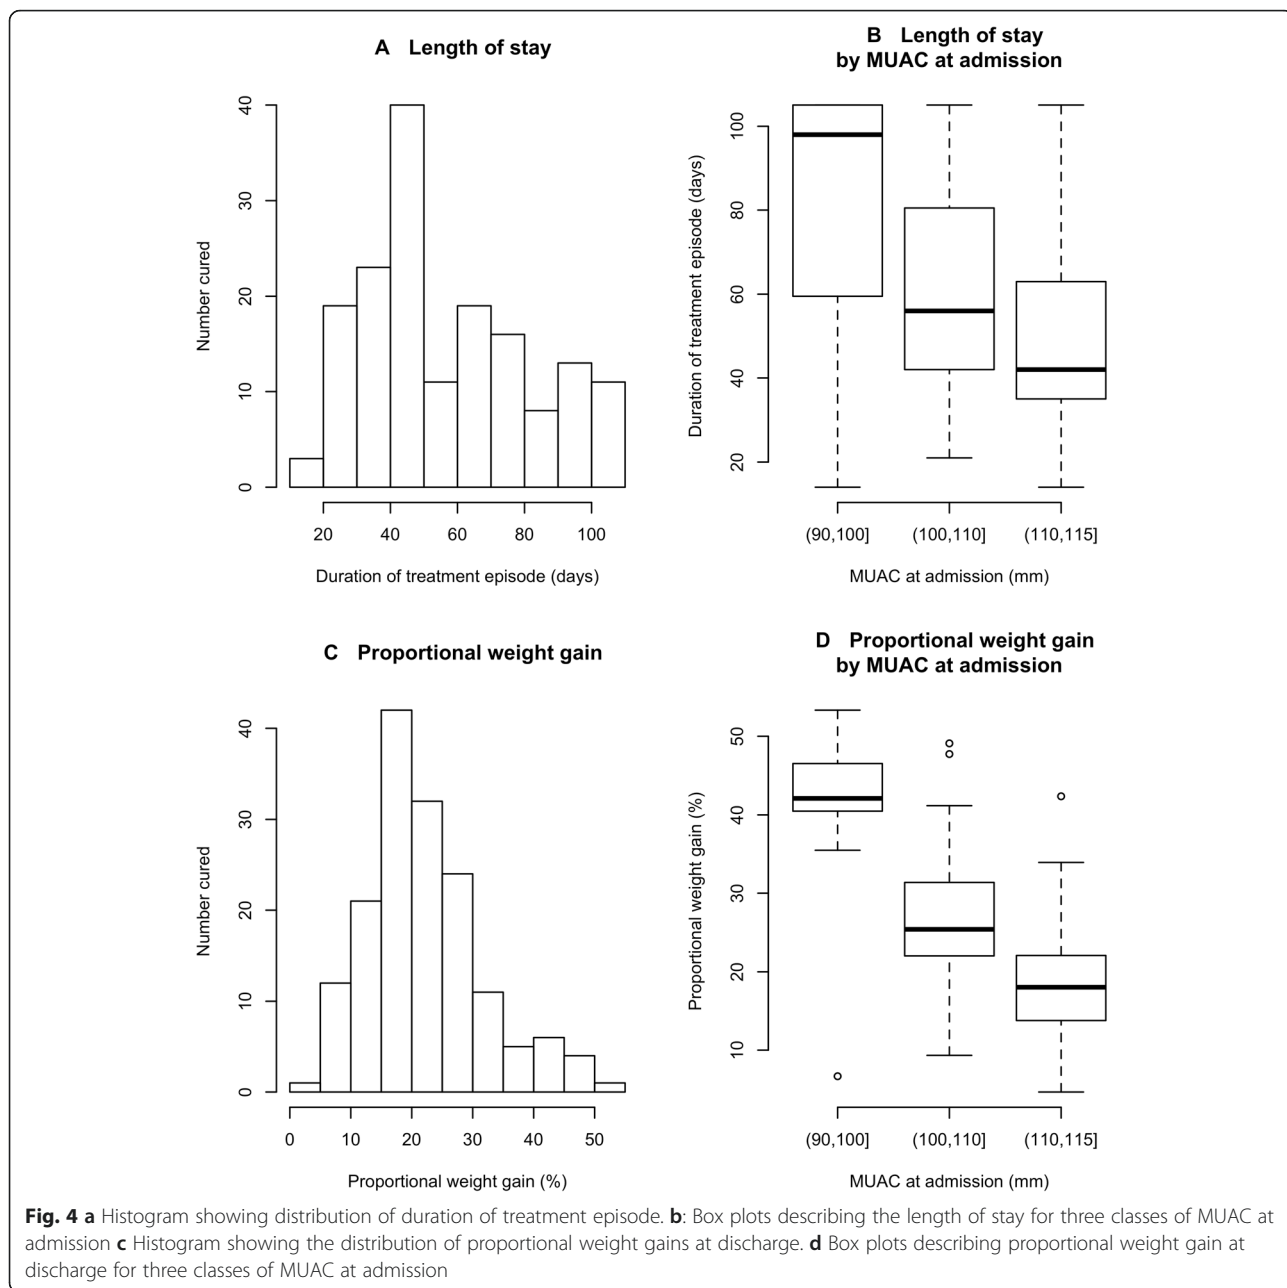 A Length of stay
Number cured
0
10
20
30
40
20 40 60 80 100
Duration of treatment episode (days)
B Length of stay
by MUAC at admission
Duration of treatment episode (days)
20
40
60
80
100
(90,100] (100,110] (110,115]
MUAC at admission (mm)
C Proportional weight gain
Number cured
0
10
20
30
40
0 10 20 30 40 50
Proportional weight gain (%)
D Proportional weight gain
by MUAC at admission
Proportional weight gain (%)
10
20
30
40
50
(90,100] (100,110] (110,115]
MUAC at admission (mm)
Fig. 4 a Histogram showing distribution of duration of treatment episode. b: Box plots describing the length of stay for three classes of MUAC at
admission c Histogram showing the distribution of proportional weight gains at discharge. d Box plots describing proportional weight gain at
discharge for three classes of MUAC at admission